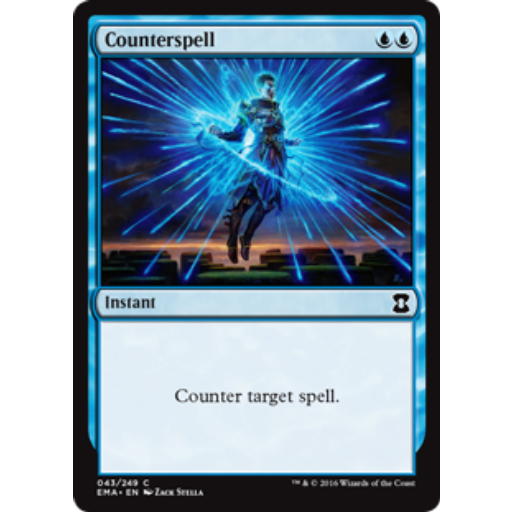 Counterspell
Instant
Counter target spell.
043/249 C
EMA • EN Zack Stella
™ & © 2016 Wizards of the Coast